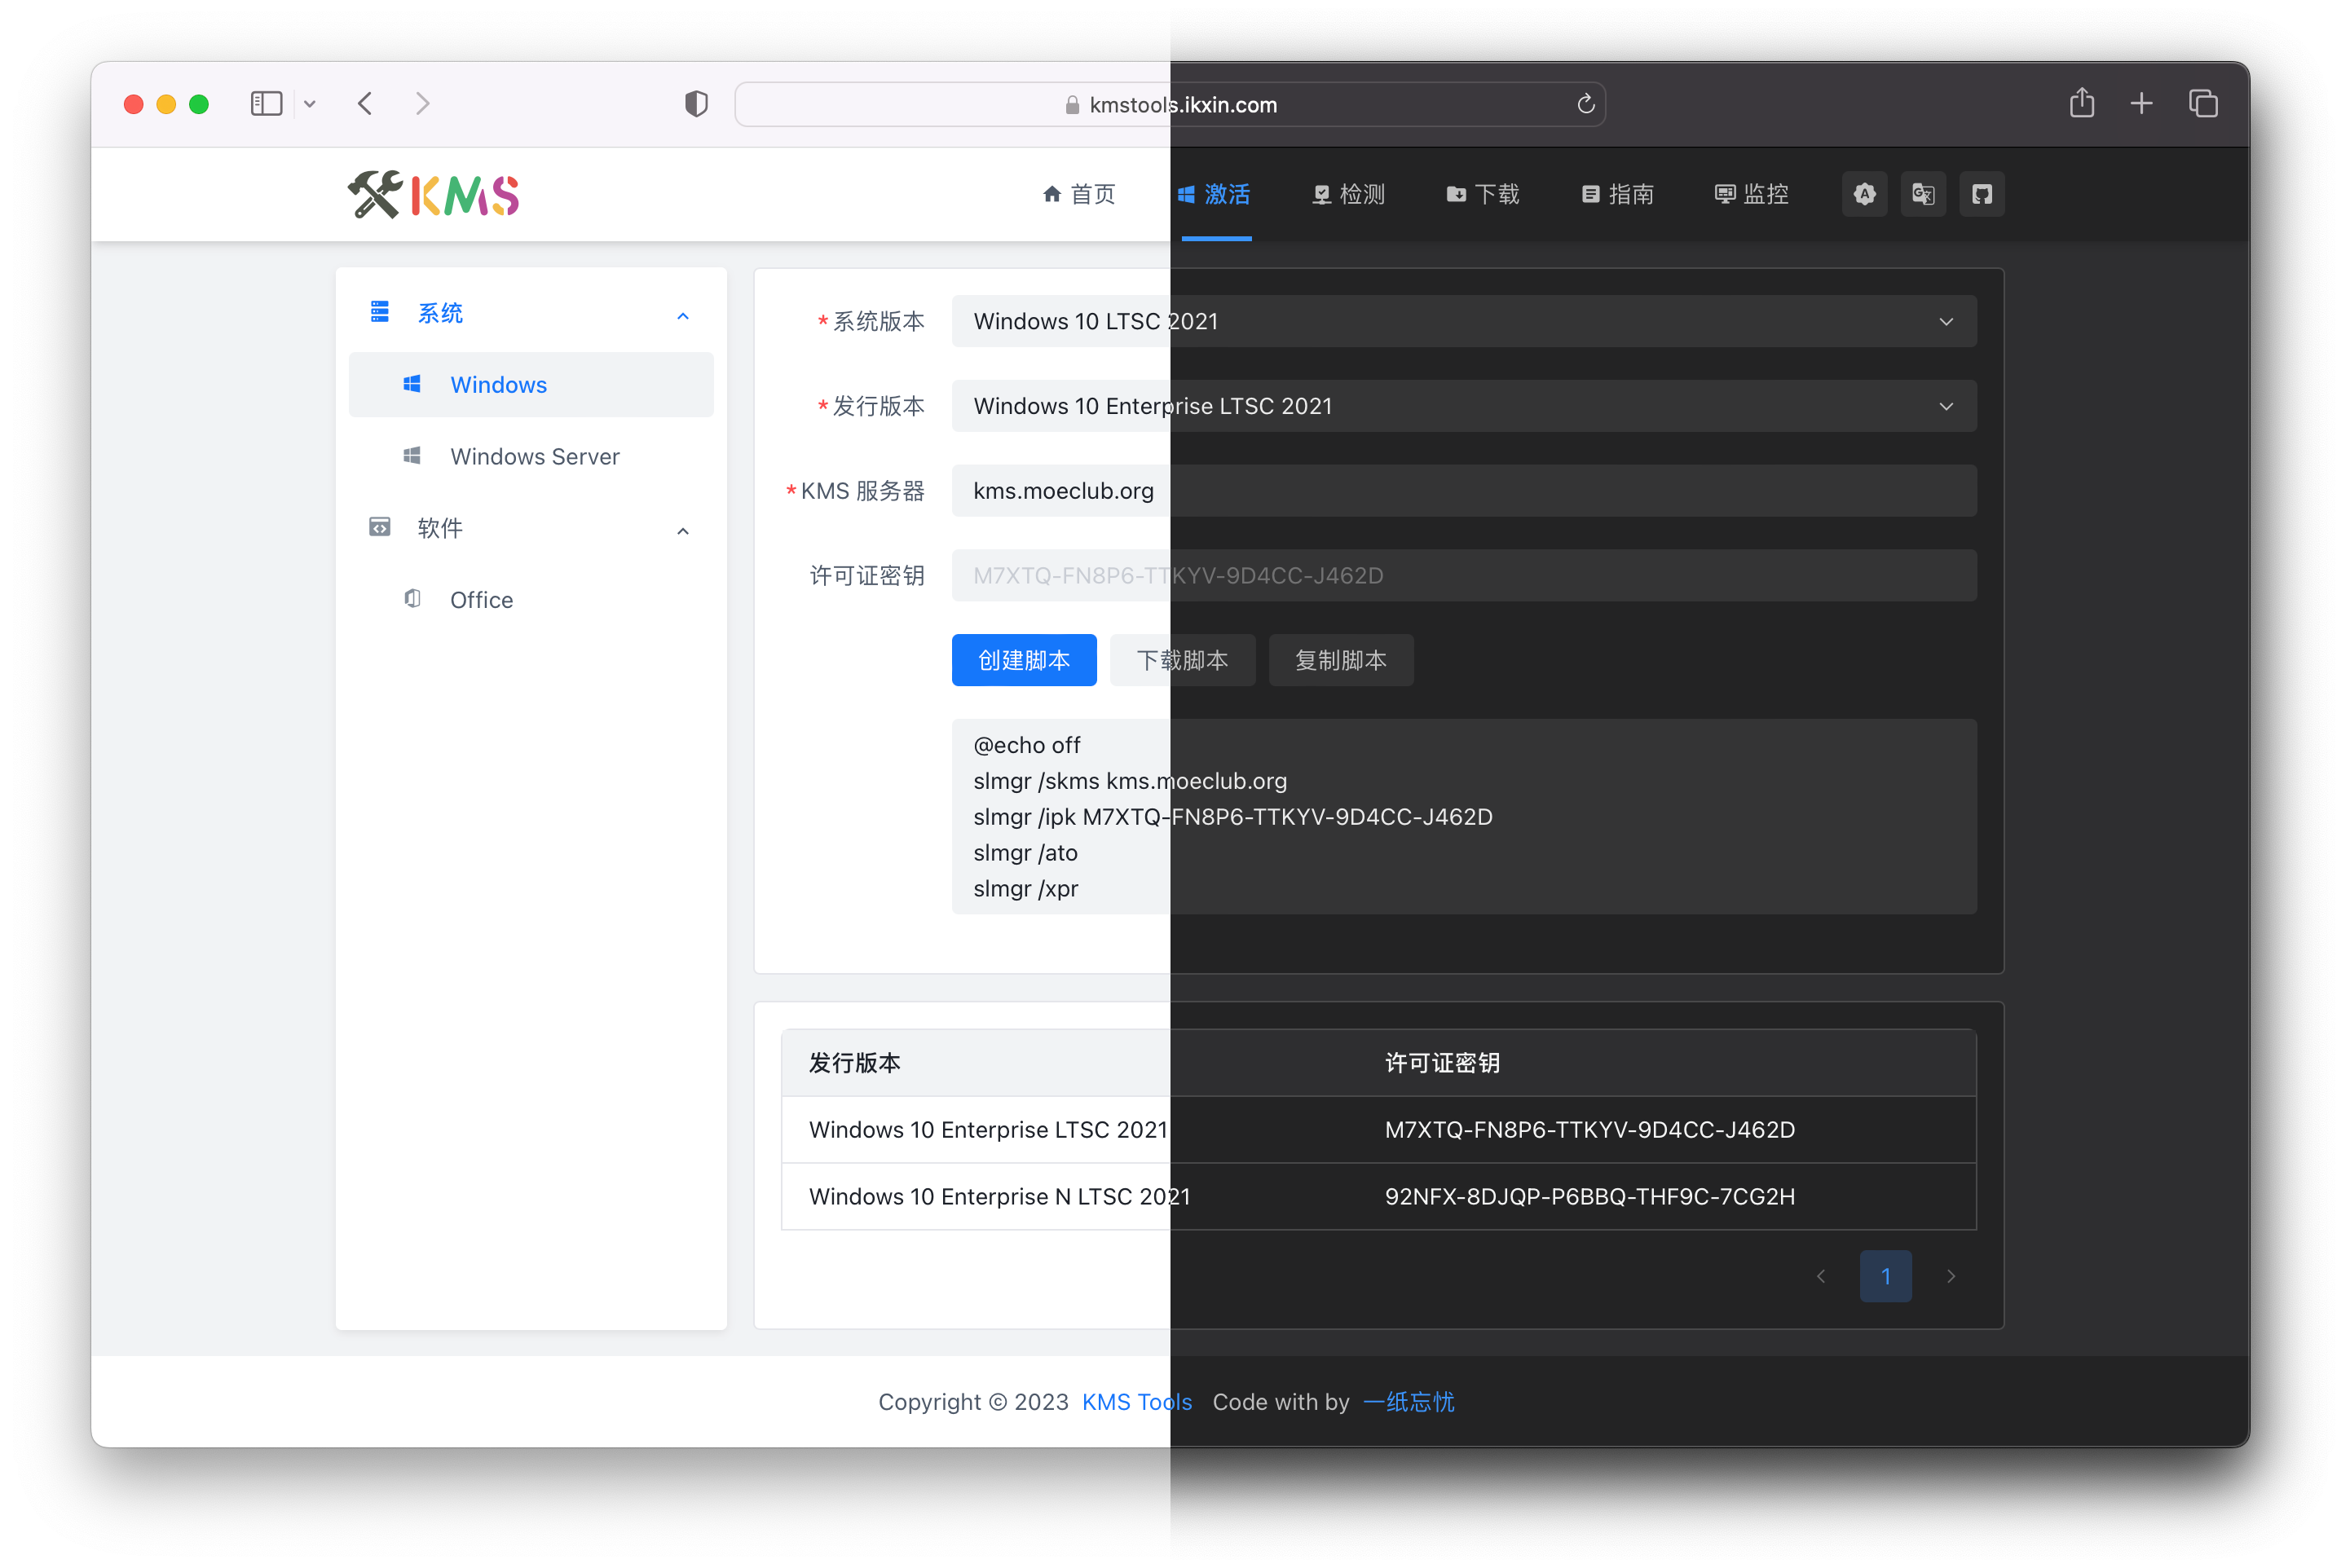 kmstools.ikxin.com
KMS
首页 激活 检测 下载 指南 监控
系统
Windows
Windows Server
软件
Office
*系统版本 Windows 10 LTSC 2021
*发行版本 Windows 10 Enterprise LTSC 2021
*KMS 服务器 kms.moeclub.org
许可证密钥 M7XTQ-FN8P6-TTKYV-9D4CC-J462D
创建脚本 下载脚本 复制脚本
@echo off
slmgr /skms kms.moeclub.org
slmgr /ipk M7XTQ-FN8P6-TTKYV-9D4CC-J462D
slmgr /ato
slmgr /xpr
发行版本 许可证密钥
Windows 10 Enterprise LTSC 2021 M7XTQ-FN8P6-TTKYV-9D4CC-J462D
Windows 10 Enterprise N LTSC 2021 92NFX-8DJQP-P6BBQ-THF9C-7CG2H
1
Copyright © 2023 KMS Tools Code with by 一纸忘忧